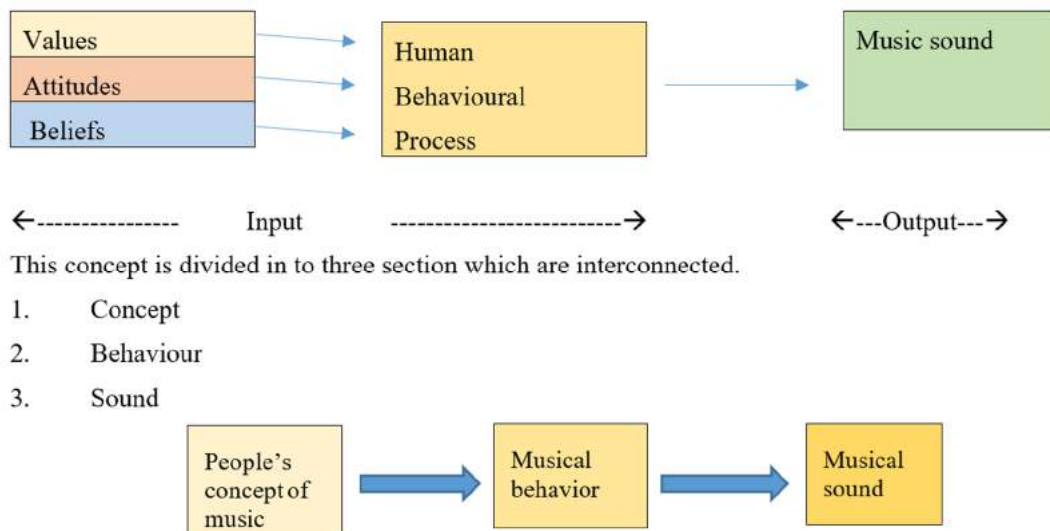 Values
Attitudes
Beliefs
Human
Behavioural
Process
Music sound
←---------------- Input -------------------------→ ←---Output---→
This concept is divided in to three section which are interconnected.
1. Concept
2. Behaviour
3. Sound
People’s
concept of
music
Musical
behavior
Musical
sound